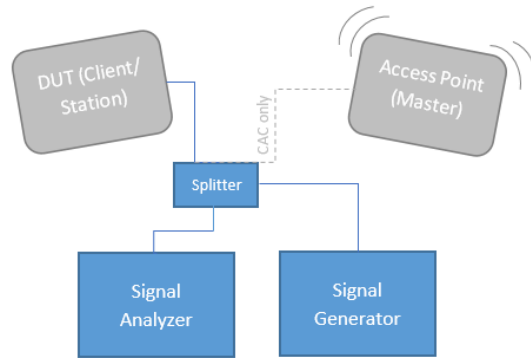 DUT (Client/
Station)
Access Point
(Master)
CAC only
Splitter
Signal
Analyzer
Signal
Generator